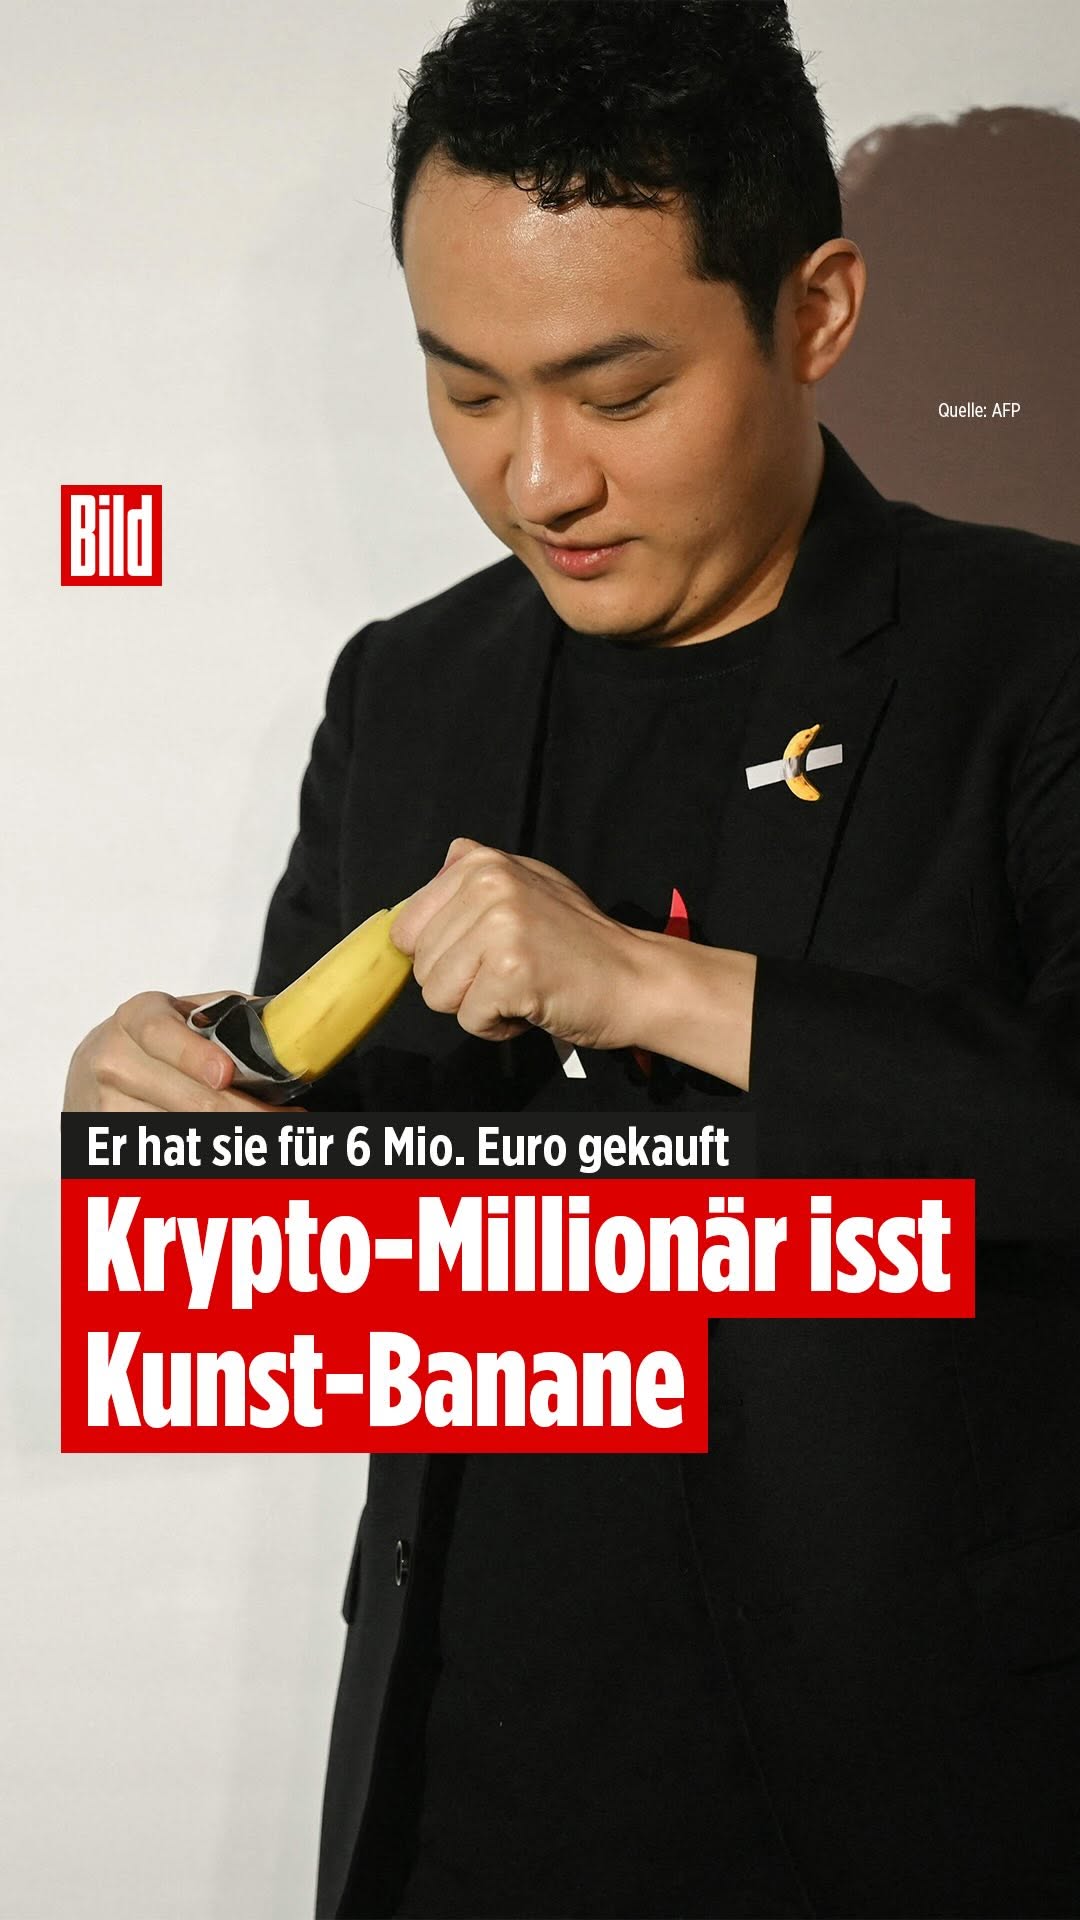 Quelle: AFP
Bild
Er hat sie für 6 Mio. Euro gekauft
Krypto-Millionär isst
Kunst-Banane